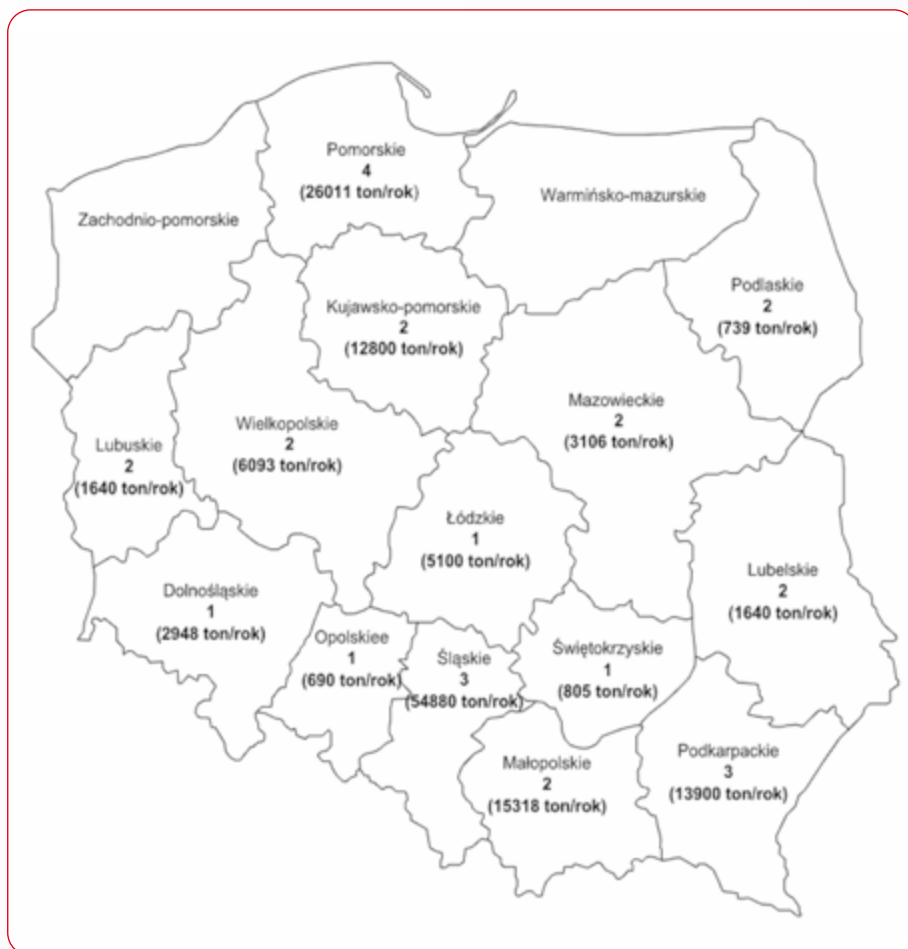 Pomorskie
4
(26011 ton/rok)
Warmińsko-mazurskie
Zachodnio-pomorskie
Podlaskie
2
(739 ton/rok)
Kujawsko-pomorskie
2
(12800 ton/rok)
Mazowieckie
2
(3106 ton/rok)
Wielkopolskie
2
(6093 ton/rok)
Lubuskie
2
(1640 ton/rok)
Łódzkie
1
(5100 ton/rok)
Lubelskie
2
(1640 ton/rok)
Dolnośląskie
1
(2948 ton/rok)
Opolskiee
1
(690 ton/rok)
Śląskie
3
(54880 ton/rok)
Świętokrzyskie
1
(805 ton/rok)
Małopolskie
2
(15318 ton/rok)
Podkarpackie
3
(13900 ton/rok)